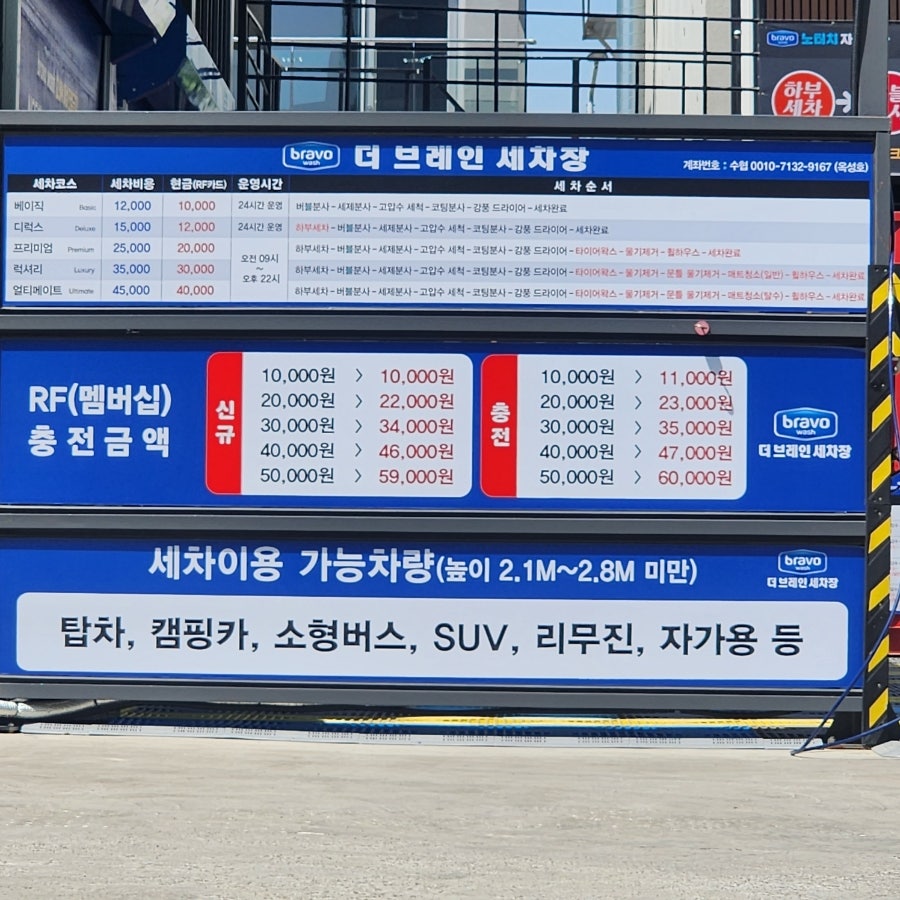 bravo 노터치 자
하부
세차
bravo
wash
더 브레인 세차장
계좌번호 : 수협 0010-7132-9167 (옥성호)
세차코스 세차비용 현금(RF카드) 운영시간 세 차 순 서
베이직 Basic 12,000 10,000 24시간 운영 버블분사 - 세제분사 - 고압수 세척 - 코팅분사 - 강풍 드라이어 - 세차완료
디럭스 Deluxe 15,000 12,000 24시간 운영 하부세차 - 버블분사 - 세제분사 - 고압수 세척 - 코팅분사 - 강풍 드라이어 - 세차완료
프리미엄 Premium 25,000 20,000 하부세차 - 버블분사 - 세제분사 - 고압수 세척 - 코팅분사 - 강풍 드라이어 - 타이어왁스 - 물기제거 - 휠하우스 - 세차완료
오전 09시
~
오후 22시
럭셔리 Luxury 35,000 30,000 하부세차 - 버블분사 - 세제분사 - 고압수 세척 - 코팅분사 - 강풍 드라이어 - 타이어왁스 - 물기제거 - 문틀 물기제거 - 매트청소(일반) - 휠하우스 - 세차완료
얼티메이트 Ultimate 45,000 40,000 하부세차 - 버블분사 - 세제분사 - 고압수 세척 - 코팅분사 - 강풍 드라이어 - 타이어왁스 - 물기제거 - 문틀 물기제거 - 매트청소(탈수) - 휠하우스 - 세차완료
RF(멤버십)
충 전 금 액
신규
10,000원 > 10,000원
20,000원 > 22,000원
30,000원 > 34,000원
40,000원 > 46,000원
50,000원 > 59,000원
충전
10,000원 > 11,000원
20,000원 > 23,000원
30,000원 > 35,000원
40,000원 > 47,000원
50,000원 > 60,000원
bravo
wash
더 브레인 세차장
세차이용 가능차량(높이 2.1M~2.8M 미만)
bravo
wash
더 브레인 세차장
탑차, 캠핑카, 소형버스, SUV, 리무진, 자가용 등